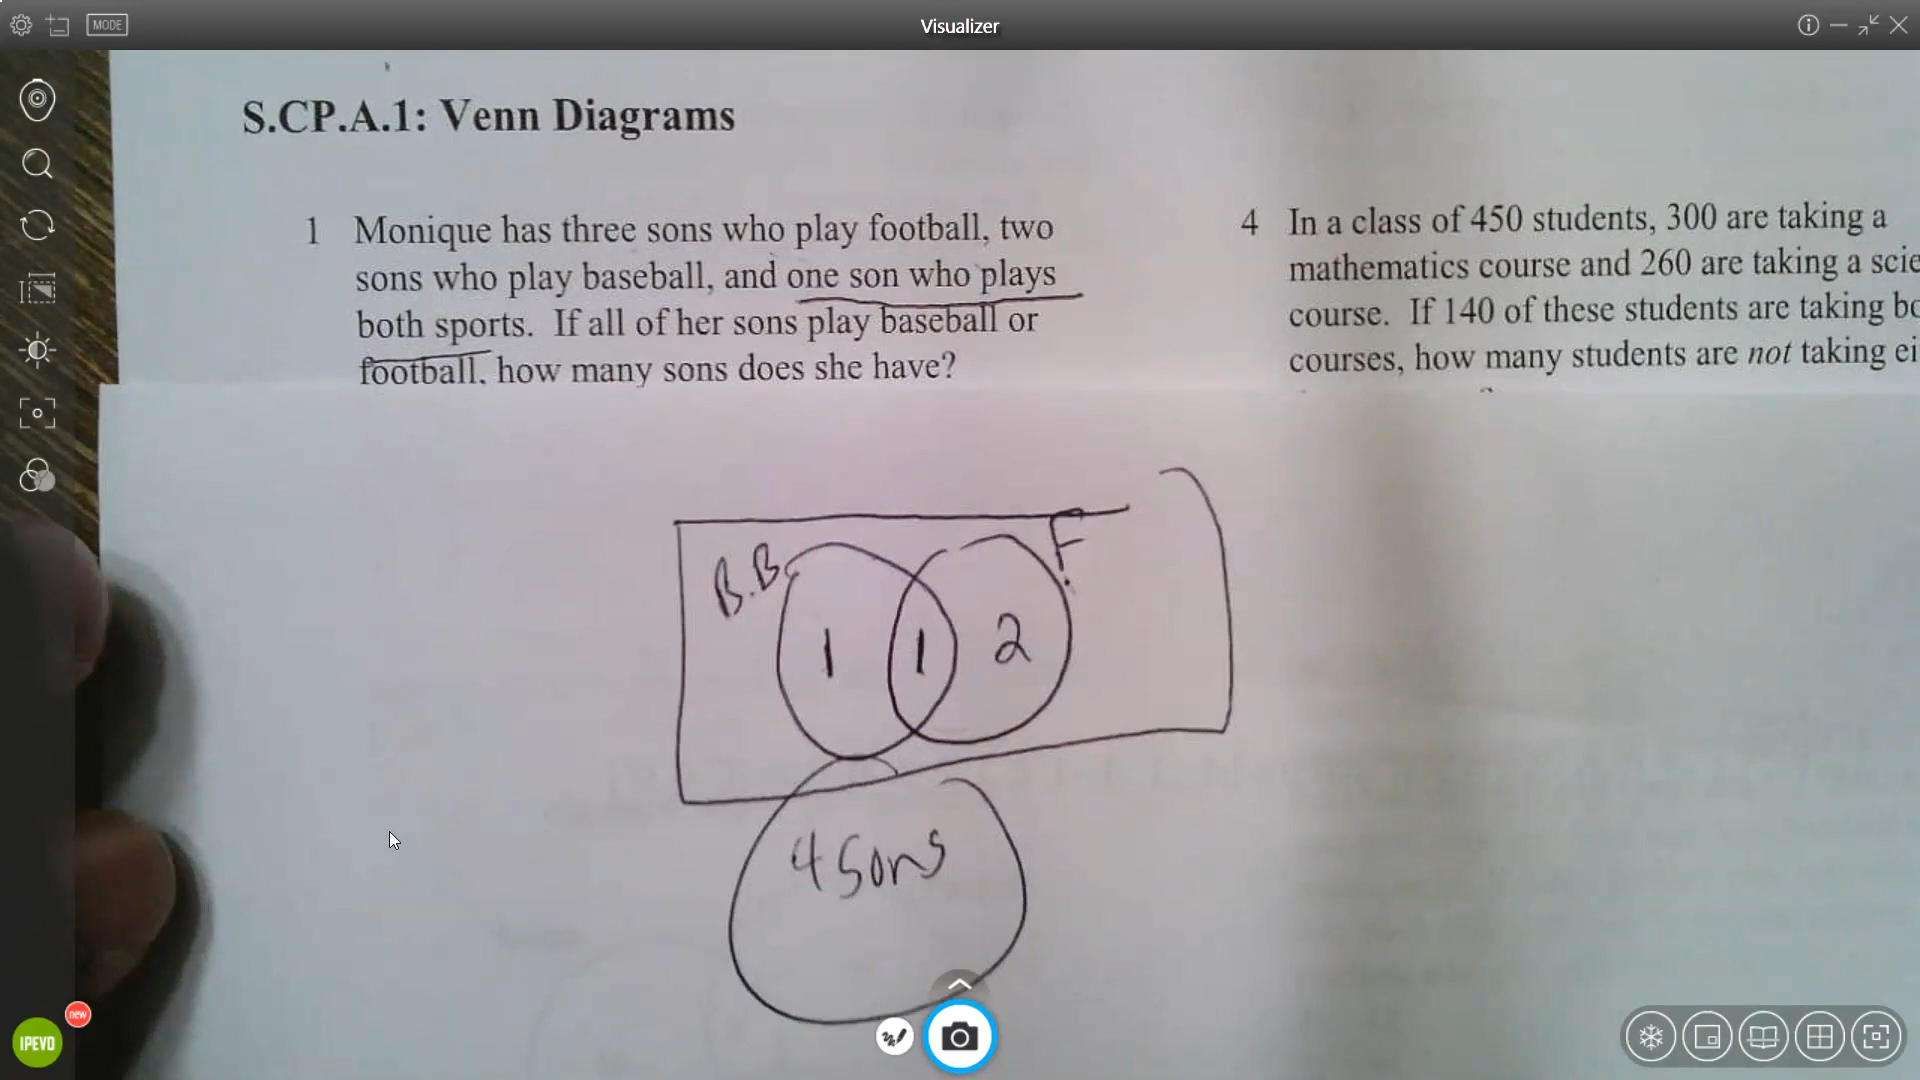 MODE
Visualizer
S.CP.A.1: Venn Diagrams
1 Monique has three sons who play football, two
sons who play baseball, and one son who plays
both sports. If all of her sons play baseball or
football, how many sons does she have?
4 In a class of 450 students, 300 are taking a
mathematics course and 260 are taking a scie
course. If 140 of these students are taking bo
courses, how many students are not taking ei
B.B. F.
1 1 2
4 Sons
new
IPEVO